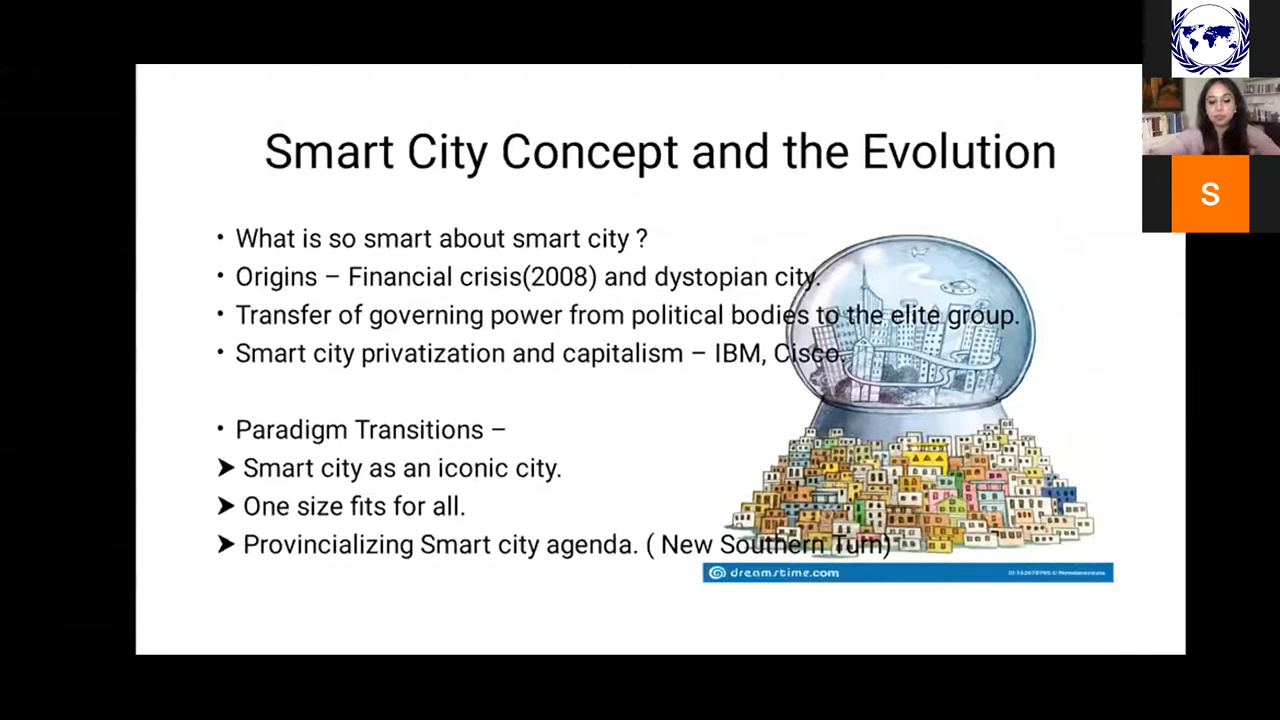 Smart City Concept and the Evolution
• What is so smart about smart city ?
• Origins – Financial crisis(2008) and dystopian city.
• Transfer of governing power from political bodies to the elite group.
• Smart city privatization and capitalism – IBM, Cisco.
• Paradigm Transitions –
➤ Smart city as an iconic city.
➤ One size fits for all.
➤ Provincializing Smart city agenda. ( New Southern Turn)
dreamstime.com
S